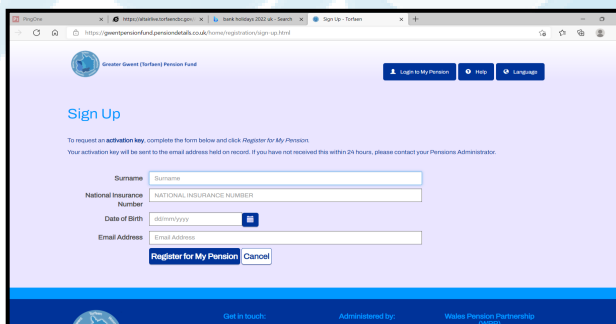 PingOne
https://sharelive.torfaencbc.gov.
bank holidays 2022 uk - Search
Sign Up - Torfaen
https://gwentpensionfund.pensiondetails.co.uk/home/registration/sign-up.html
Greater Gwent (Torfaen) Pension Fund
Login to My Pension
Help
Language
Sign Up
To request an activation key, complete the form below and click Register for My Pension.
Your activation key will be sent to the email address held on record. If you have not received this within 24 hours, please contact your Pensions Administrator.
Surname
Surname
National Insurance
Number
NATIONAL INSURANCE NUMBER
Date of Birth
dd/mm/yyyy
Email Address
Email Address
Register for My Pension
Cancel
Get in touch:
Administered by:
Wales Pension Partnership
(WPP)